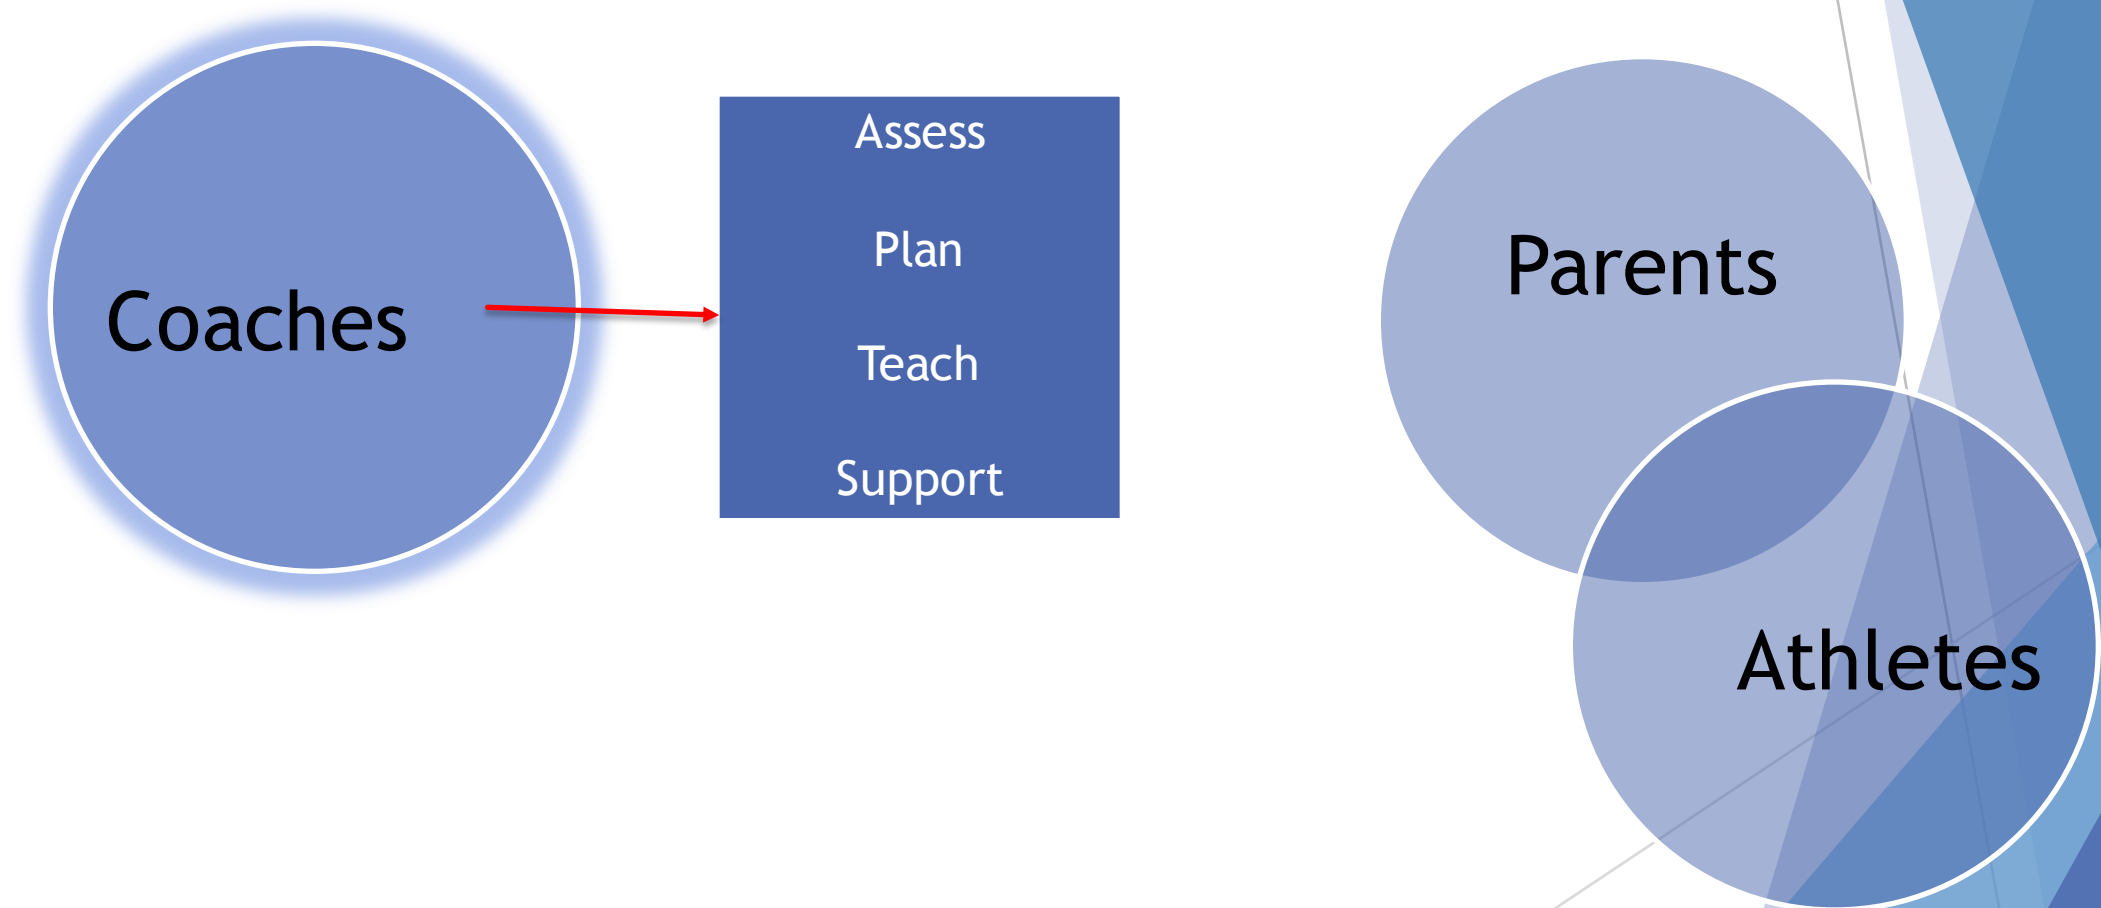 Coaches
Assess
Plan
Teach
Support
Parents
Athletes